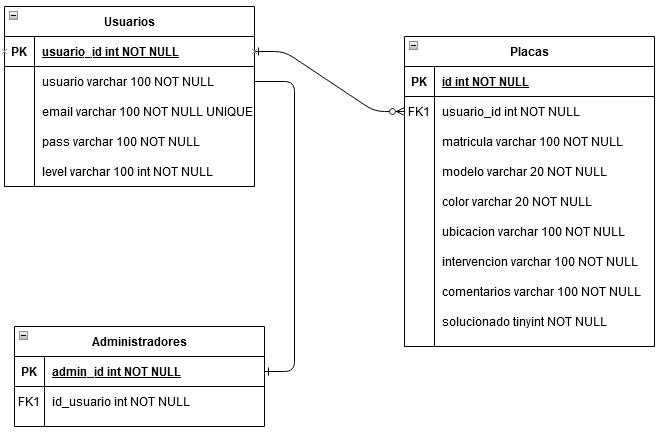 Usuarios
PK usuario_id int NOT NULL
usuario varchar 100 NOT NULL
email varchar 100 NOT NULL UNIQUE
pass varchar 100 NOT NULL
level varchar 100 int NOT NULL
Placas
PK id int NOT NULL
FK1 usuario_id int NOT NULL
matricula varchar 100 NOT NULL
modelo varchar 20 NOT NULL
color varchar 20 NOT NULL
ubicacion varchar 100 NOT NULL
intervencion varchar 100 NOT NULL
comentarios varchar 100 NOT NULL
solucionado tinyint NOT NULL
Administradores
PK admin_id int NOT NULL
FK1 id_usuario int NOT NULL